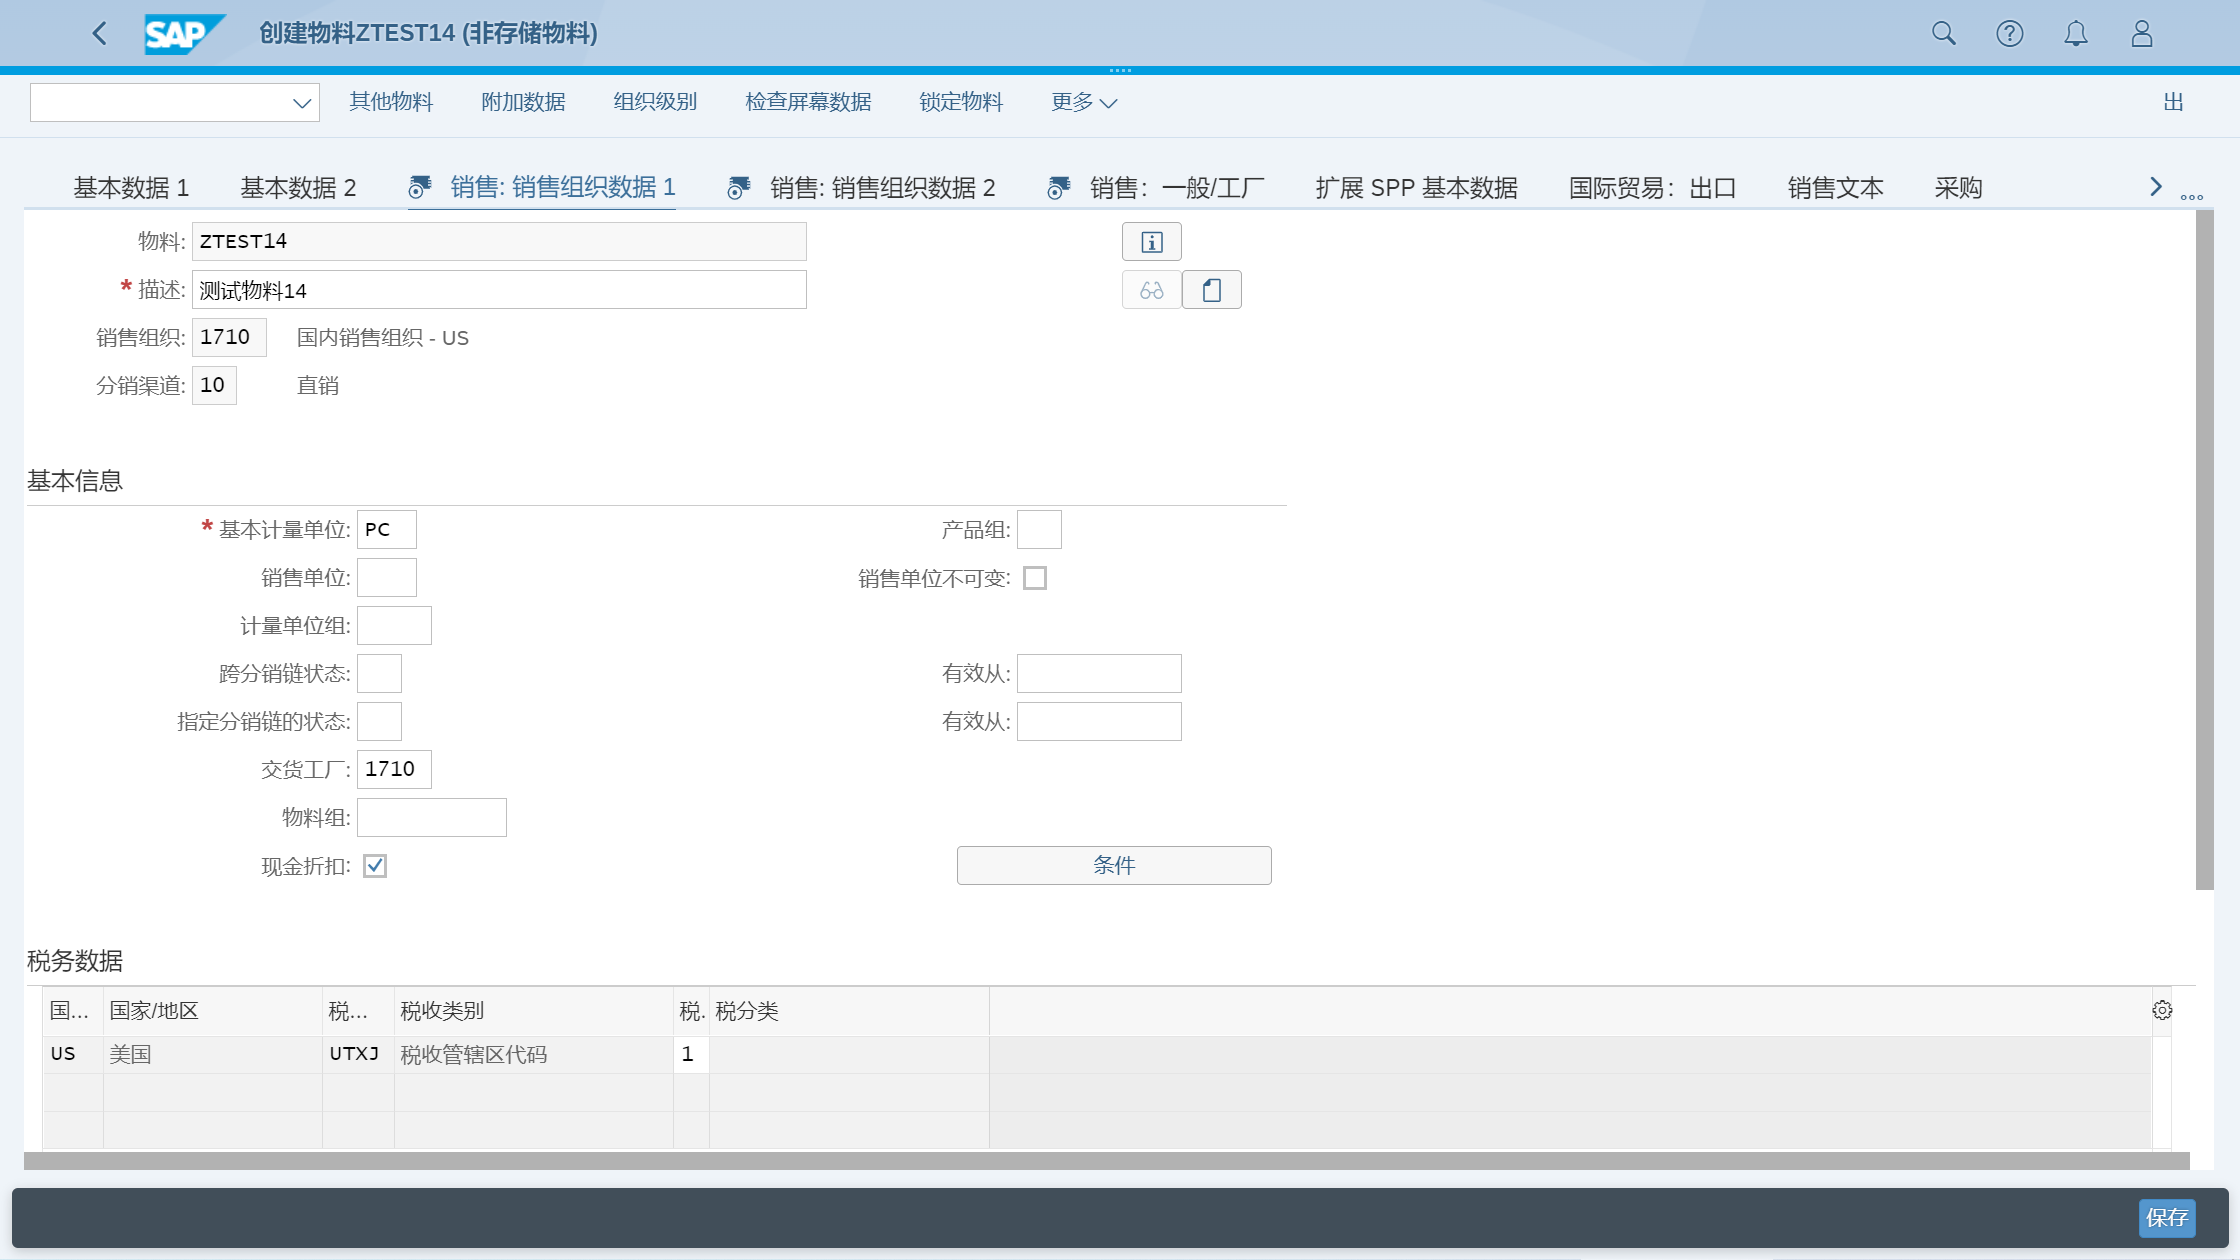 SAP 创建物料ZTEST14 (非存储物料)
其他物料 附加数据 组织级别 检查屏幕数据 锁定物料 更多 出
基本数据 1 基本数据 2 销售: 销售组织数据 1 销售: 销售组织数据 2 销售：一般/工厂 扩展 SPP 基本数据 国际贸易：出口 销售文本 采购
物料: ZTEST14
* 描述: 测试物料14
销售组织: 1710 国内销售组织 - US
分销渠道: 10 直销
基本信息
* 基本计量单位: PC 产品组:
销售单位: 销售单位不可变:
计量单位组:
跨分销链状态: 有效从:
指定分销链的状态: 有效从:
交货工厂: 1710
物料组:
现金折扣: 条件
税务数据
国... 国家/地区 税... 税收类别 税. 税分类
US 美国 UTXJ 税收管辖区代码 1
保存